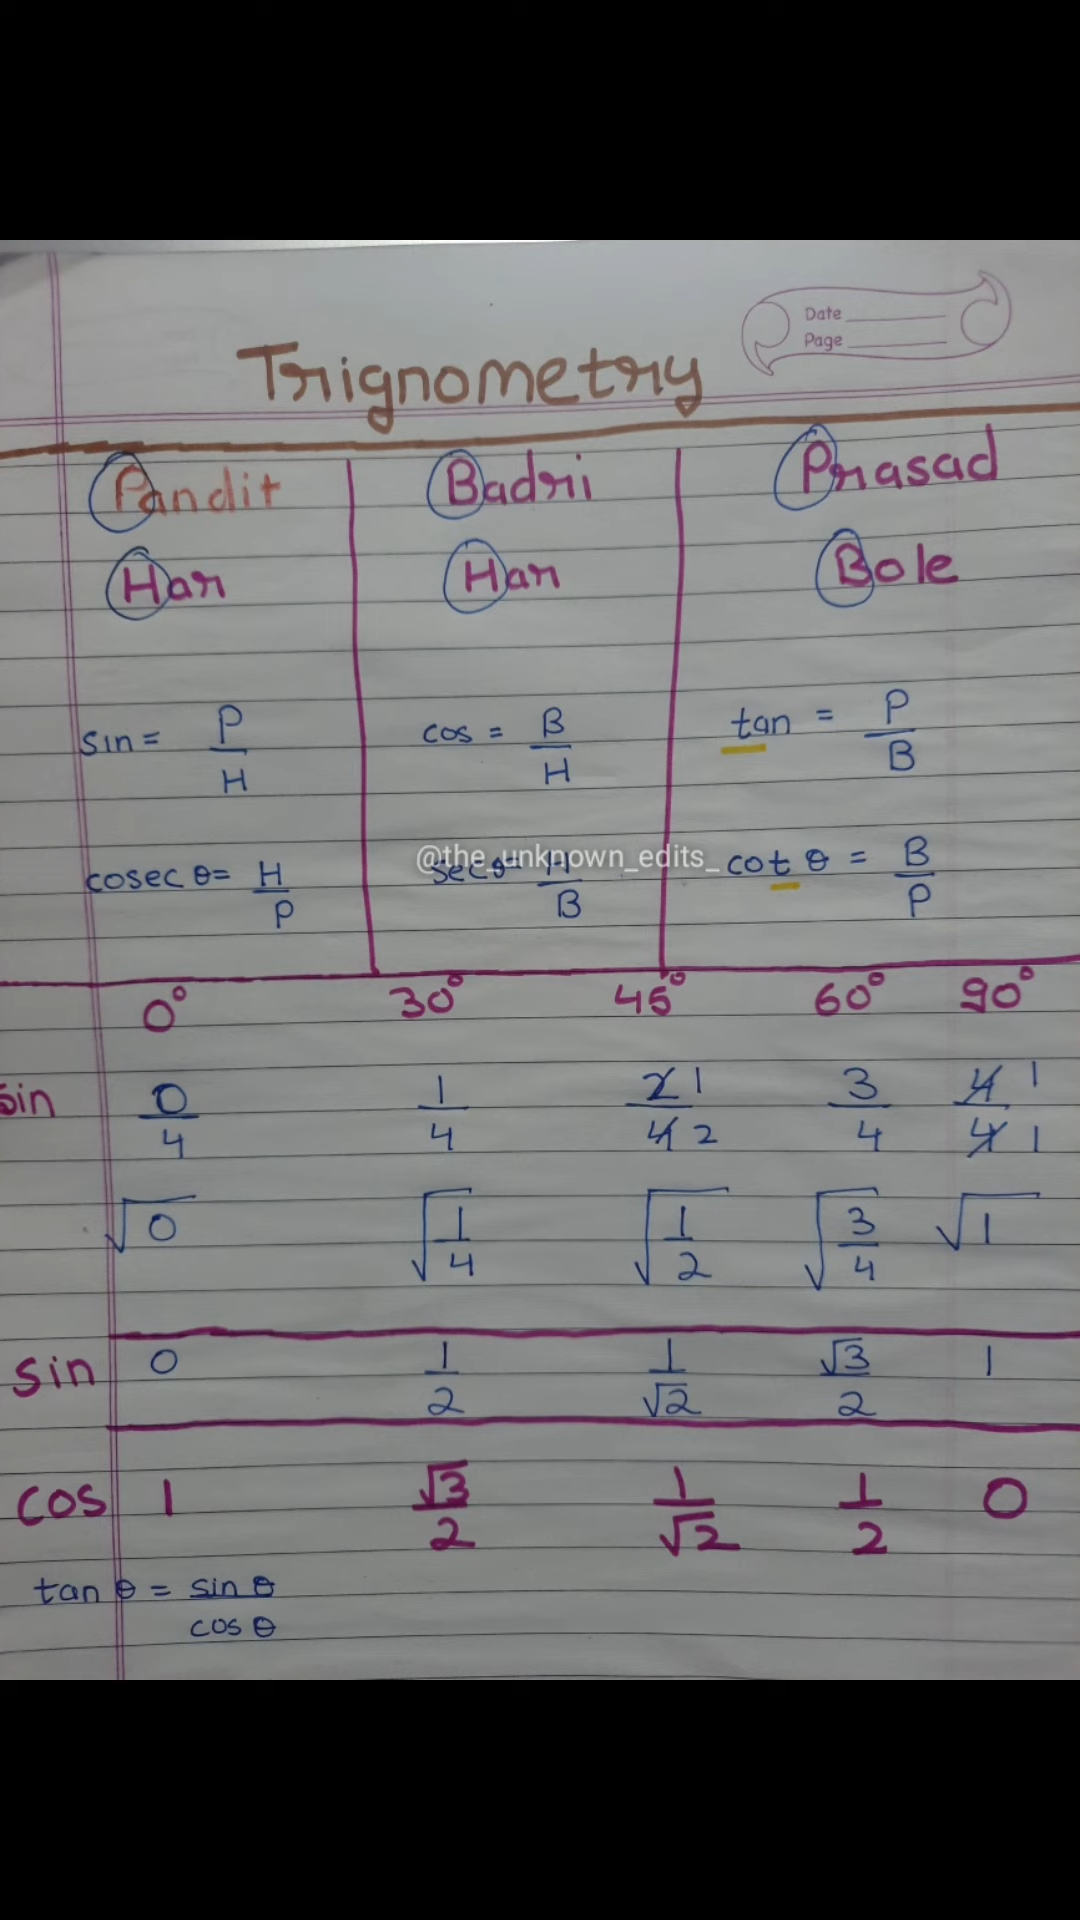 Date
Page
Trignometry
Pandit Badri Prasad
Har Har Bole
sin = P/H cos = B/H tan = P/B
@the_unknown_edits_
cosec θ = H/P sec θ = H/B cot θ = B/P
0° 30° 45° 60° 90°
sin 0/4 1/4 2/4 1/2 3/4 4/4 1/1
√0 √1/4 √1/2 √3/4 √1
sin 0 1/2 1/√2 √3/2 1
cos 1 √3/2 1/√2 1/2 0
tan θ = sin θ/cos θ